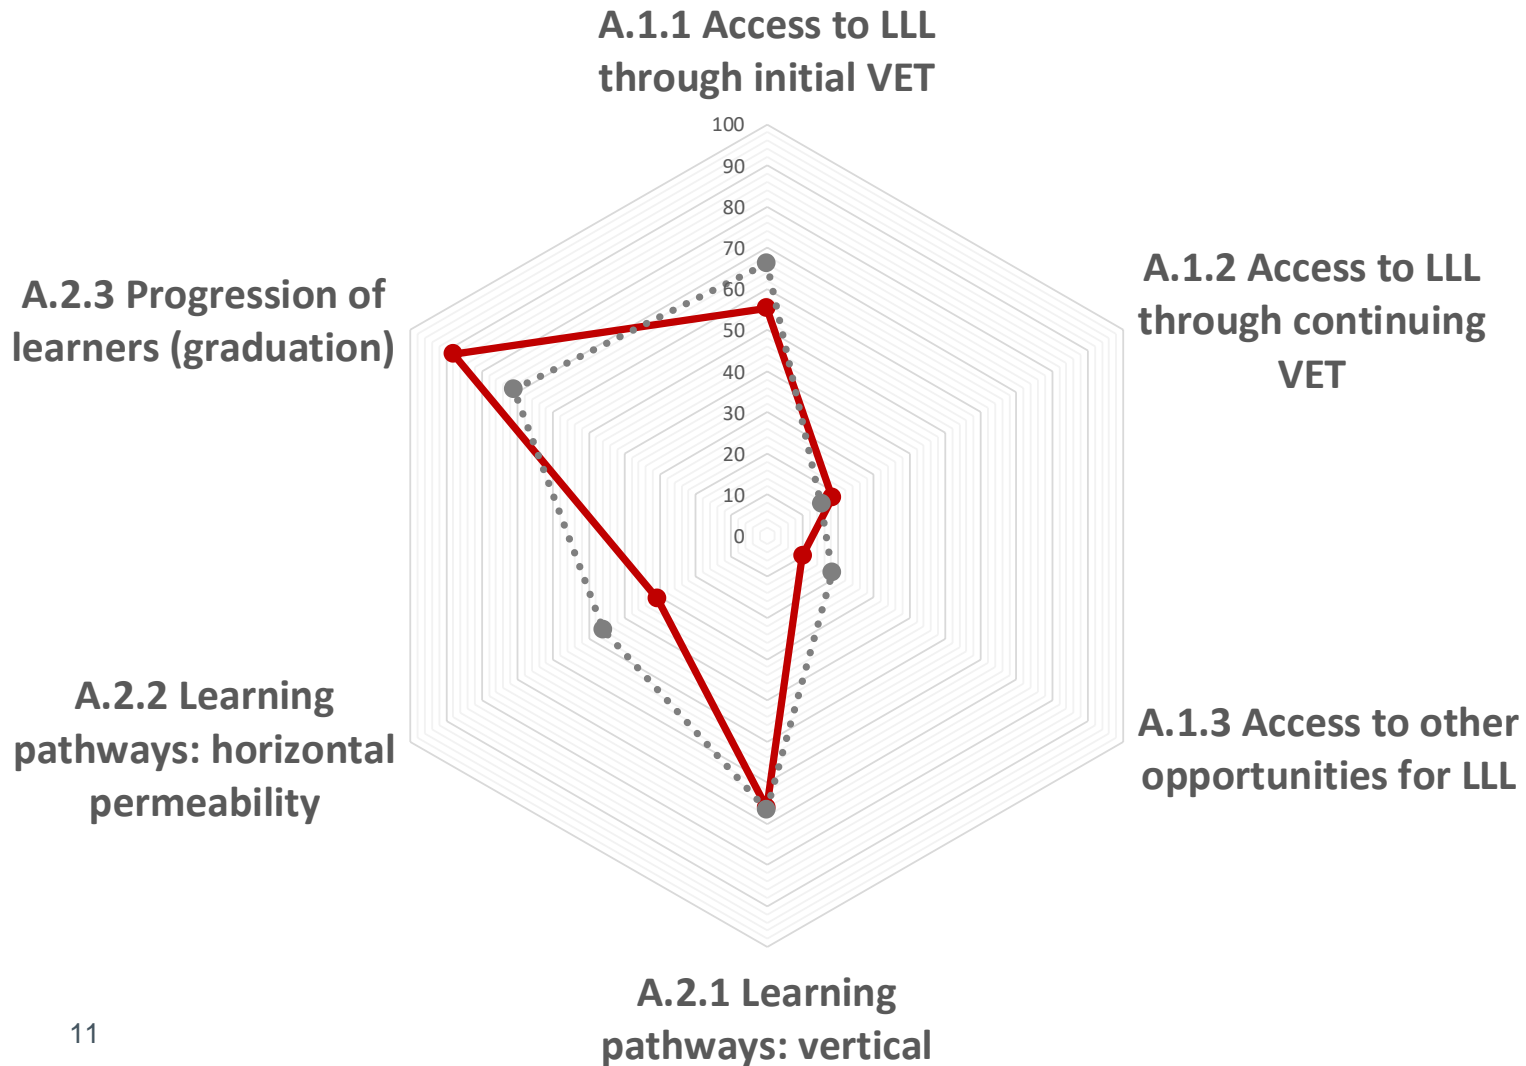 A.1.1 Access to LLL
through initial VET
100
90
80
70
60
50
40
30
20
10
0
A.1.2 Access to LLL
through continuing
VET
A.1.3 Access to other
opportunities for LLL
A.2.1 Learning
pathways: vertical
A.2.2 Learning
pathways: horizontal
permeability
A.2.3 Progression of
learners (graduation)
11